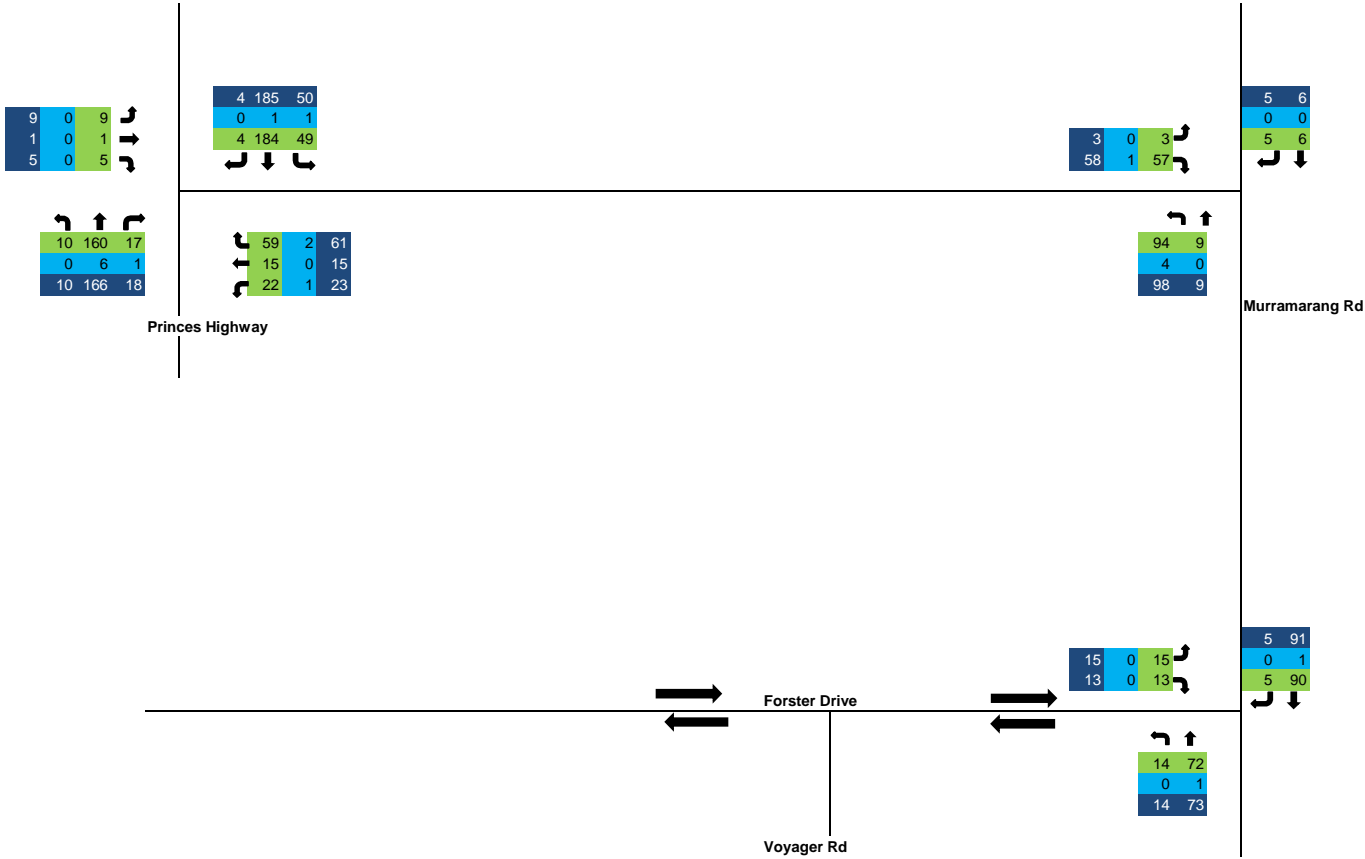 4 185 50
0 1 1
4 184 49
9 0 9
1 0 1
5 0 5
5 6
0 0
5 6
3 0 3
58 1 57
10 160 17
0 6 1
10 166 18
59 2 61
15 0 15
22 1 23
94 9
4 0
98 9
Murramarang Rd
Princes Highway
5 91
0 1
5 90
15 0 15
13 0 13
Forster Drive
14 72
0 1
14 73
Voyager Rd